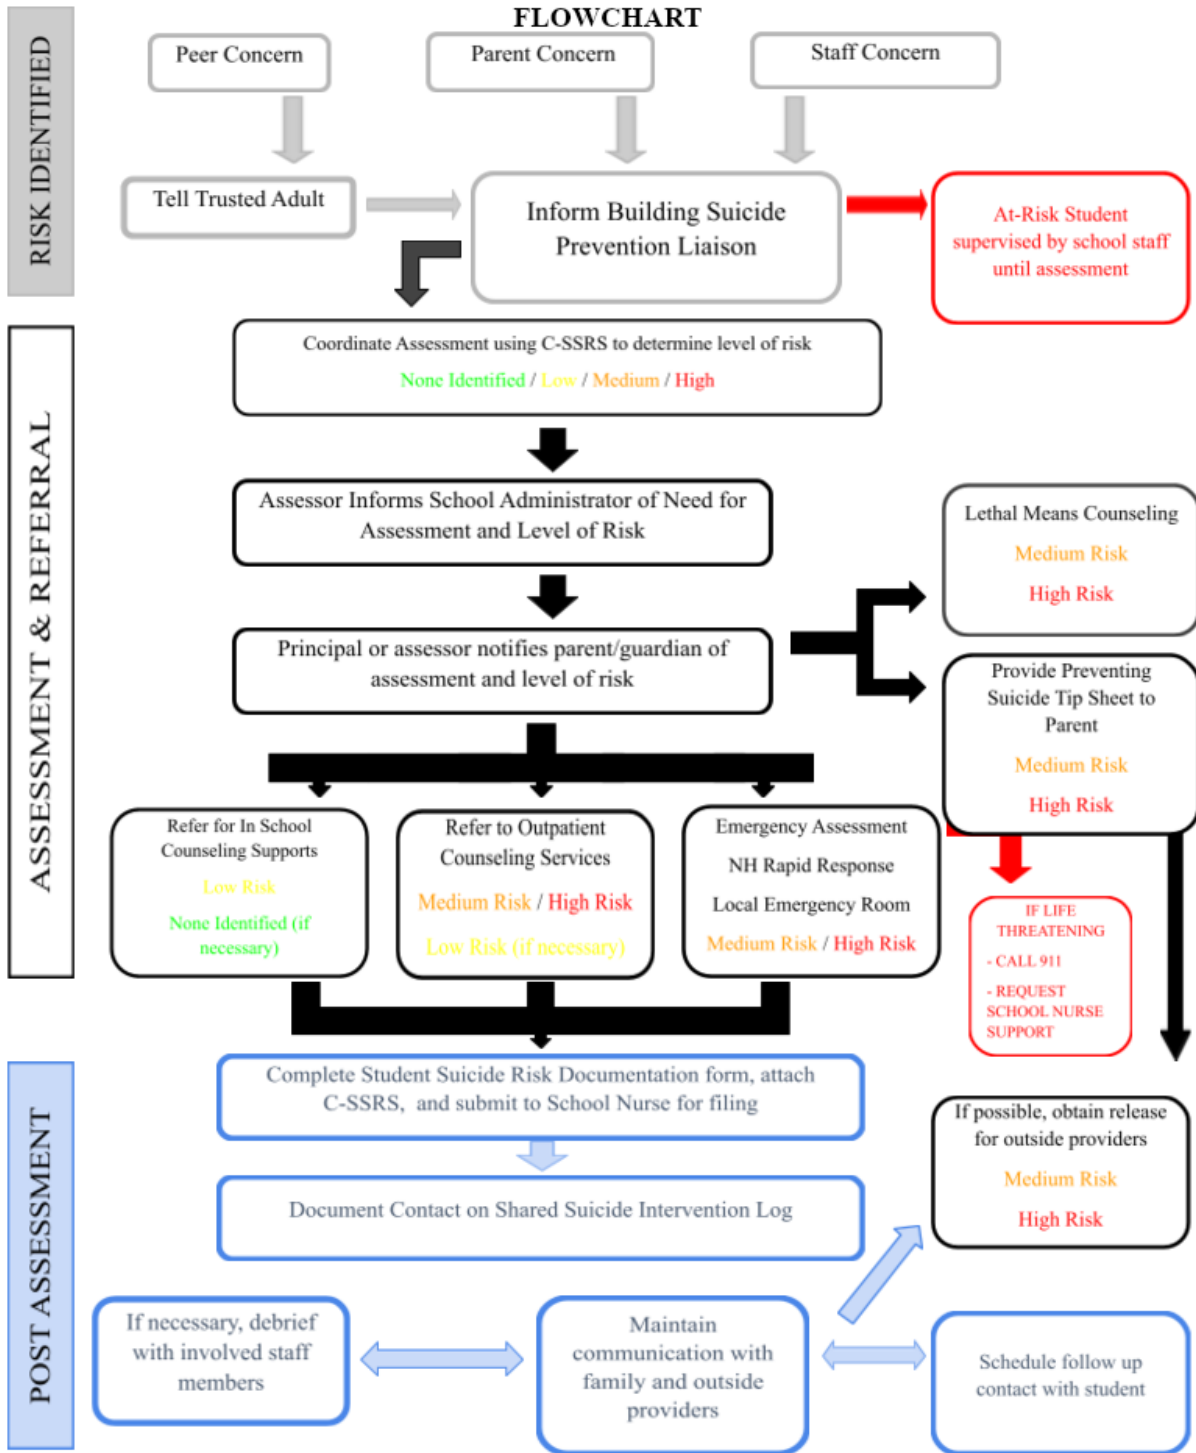 FLOWCHART
RISK IDENTIFIED
Peer Concern
Parent Concern
Staff Concern
Tell Trusted Adult
Inform Building Suicide
Prevention Liaison
At-Risk Student
supervised by school staff
until assessment
ASSESSMENT & REFERRAL
Coordinate Assessment using C-SSRS to determine level of risk
None Identified / Low / Medium / High
Assessor Informs School Administrator of Need for
Assessment and Level of Risk
Principal or assessor notifies parent/guardian of
assessment and level of risk
Lethal Means Counseling
Medium Risk
High Risk
Provide Preventing
Suicide Tip Sheet to
Parent
Medium Risk
High Risk
Refer for In School
Counseling Supports
Low Risk
None Identified (if
necessary)
Refer to Outpatient
Counseling Services
Medium Risk / High Risk
Low Risk (if necessary)
Emergency Assessment
NH Rapid Response
Local Emergency Room
Medium Risk / High Risk
IF LIFE
THREATENING
- CALL 911
- REQUEST
SCHOOL NURSE
SUPPORT
POST ASSESSMENT
Complete Student Suicide Risk Documentation form, attach
C-SSRS, and submit to School Nurse for filing
Document Contact on Shared Suicide Intervention Log
If possible, obtain release
for outside providers
Medium Risk
High Risk
If necessary, debrief
with involved staff
members
Maintain
communication with
family and outside
providers
Schedule follow up
contact with student